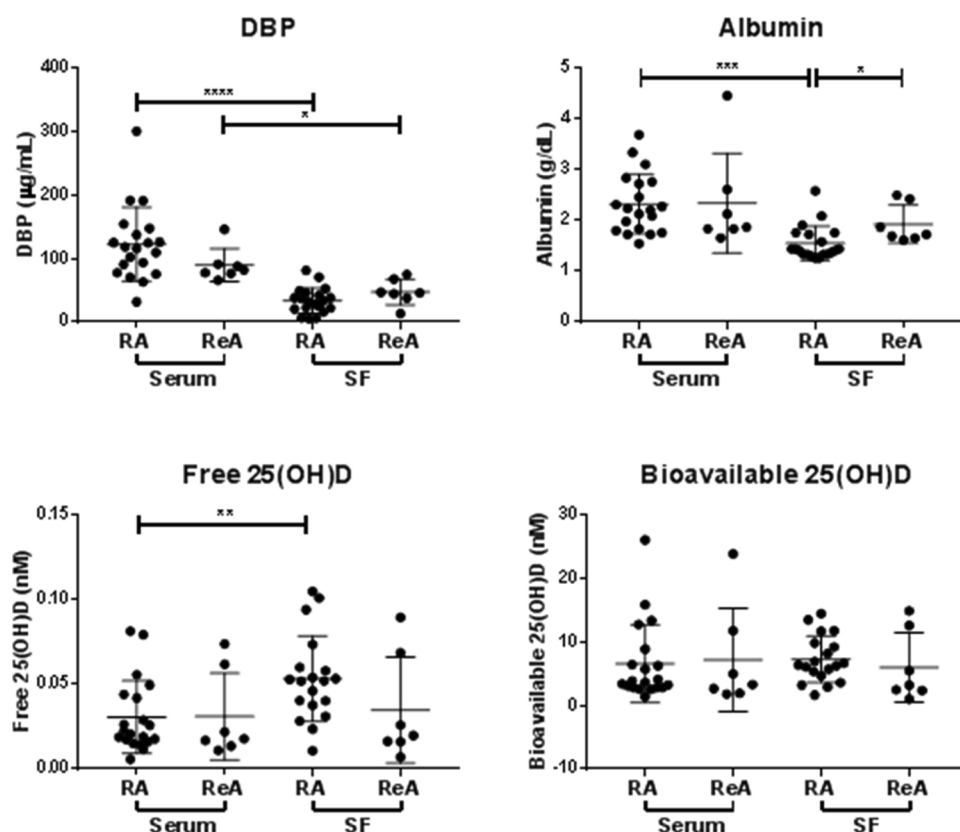 DBP
DBP (µg/mL)
400
300
200
100
0
****
*
RA ReA RA ReA
Serum SF
Albumin
Albumin (g/dL)
5
4
3
2
1
0
***
*
RA ReA RA ReA
Serum SF
Free 25(OH)D
Free 25(OH)D (nM)
0.15
0.10
0.05
0.00
**
RA ReA RA ReA
Serum SF
Bioavailable 25(OH)D
Bioavailable 25(OH)D (nM)
30
20
10
0
-10
RA ReA RA ReA
Serum SF